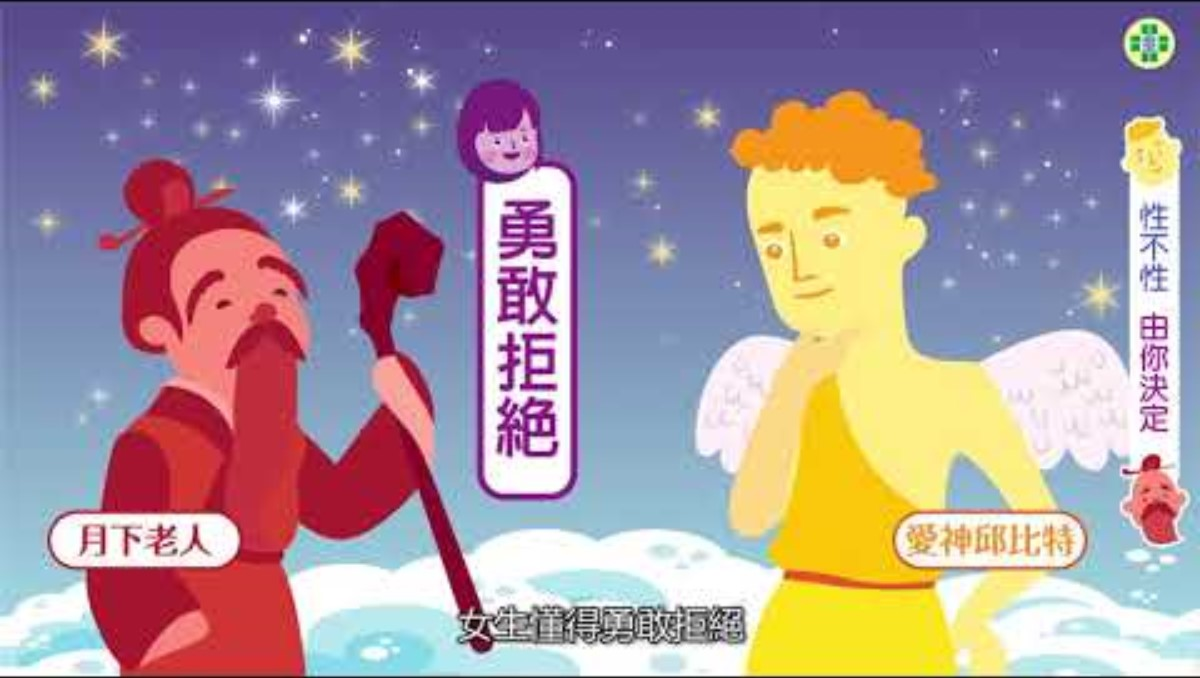 勇敢拒絕
性不性 由你決定
月下老人
愛神邱比特
女生懂得勇敢拒絕